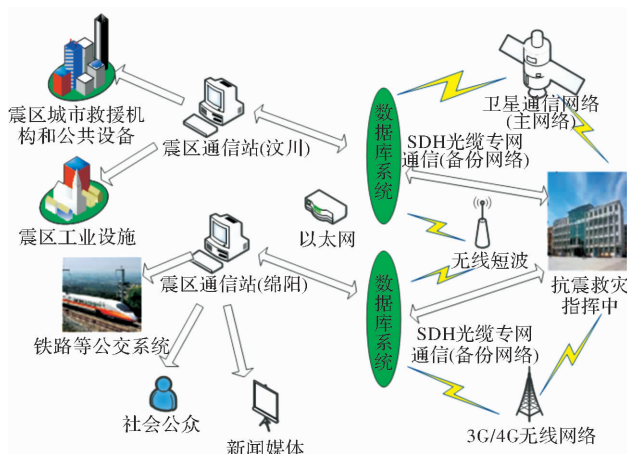 震区城市救援机
构和公共设备
震区通信站(汶川)
数据库系统
卫星通信网络
(主网络)
SDH光缆专网
通信(备份网络)
震区工业设施
以太网
无线短波
抗震救灾
指挥中
震区通信站(绵阳)
数据库系统
铁路等公交系统
SDH光缆专网
通信(备份网络)
社会公众
新闻媒体
3G/4G无线网络